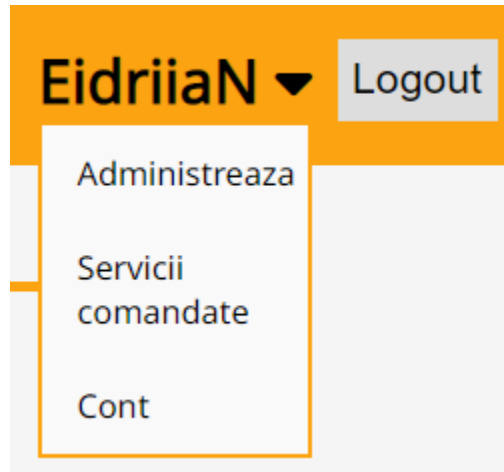 EidriiaN
Logout
Administreaza
Servicii
comandate
Cont